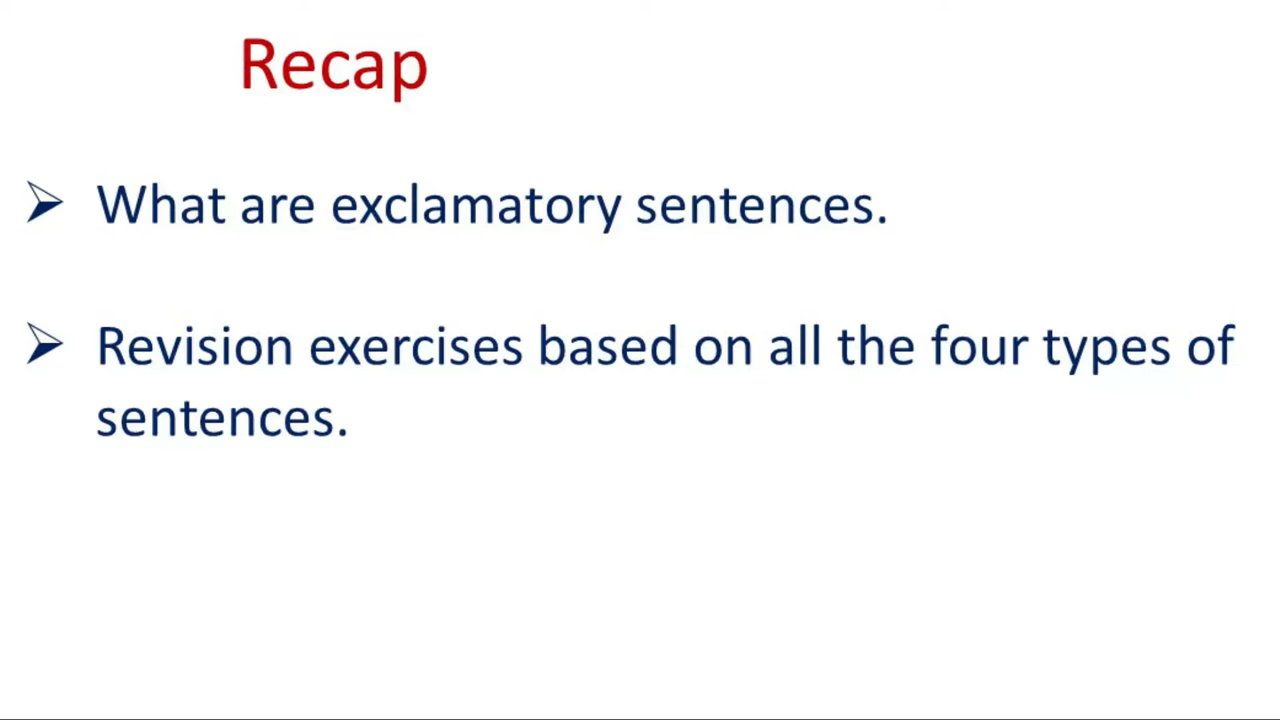 Recap
➢ What are exclamatory sentences.
➢ Revision exercises based on all the four types of
sentences.